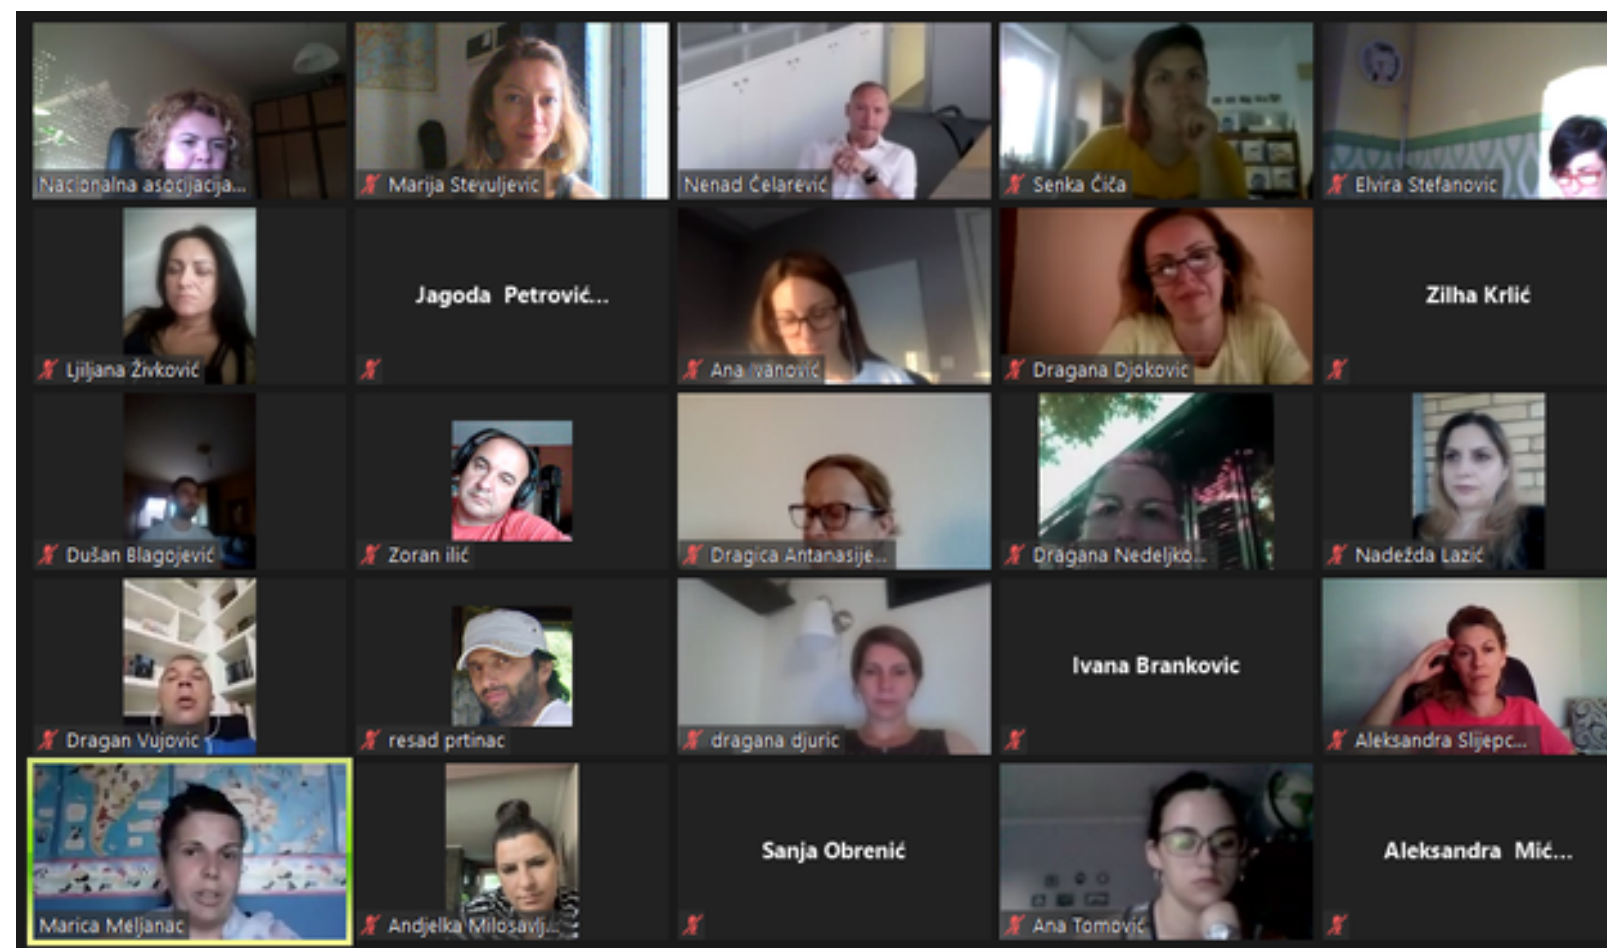 Nacionalna asocijacija...
Marija Stevuljevic
Nenad Ćelarević
Senka Čiča
Elvira Stefanovic
Ljiljana Živković
Jagoda Petrović...
Ana Ivanović
Dragana Djokovic
Zilha Krlić
Dušan Blagojević
Zoran ilić
Dragica Antanasije...
Dragana Nedeljko...
Nadežda Lazić
Dragan Vujovic
resad prtinac
dragana djuric
Ivana Brankovic
Aleksandra Slijepc...
Marica Meljanac
Andjelka Milosavlj...
Sanja Obrenić
Ana Tomović
Aleksandra Mić...